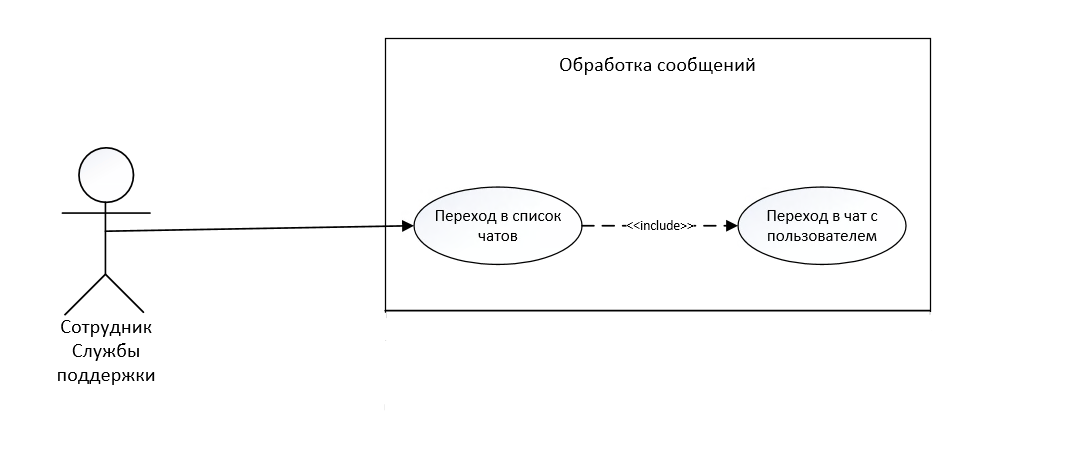 Обработка сообщений
Переход в список
чатов
<<include>>
Переход в чат с
пользователем
Сотрудник
Службы
поддержки